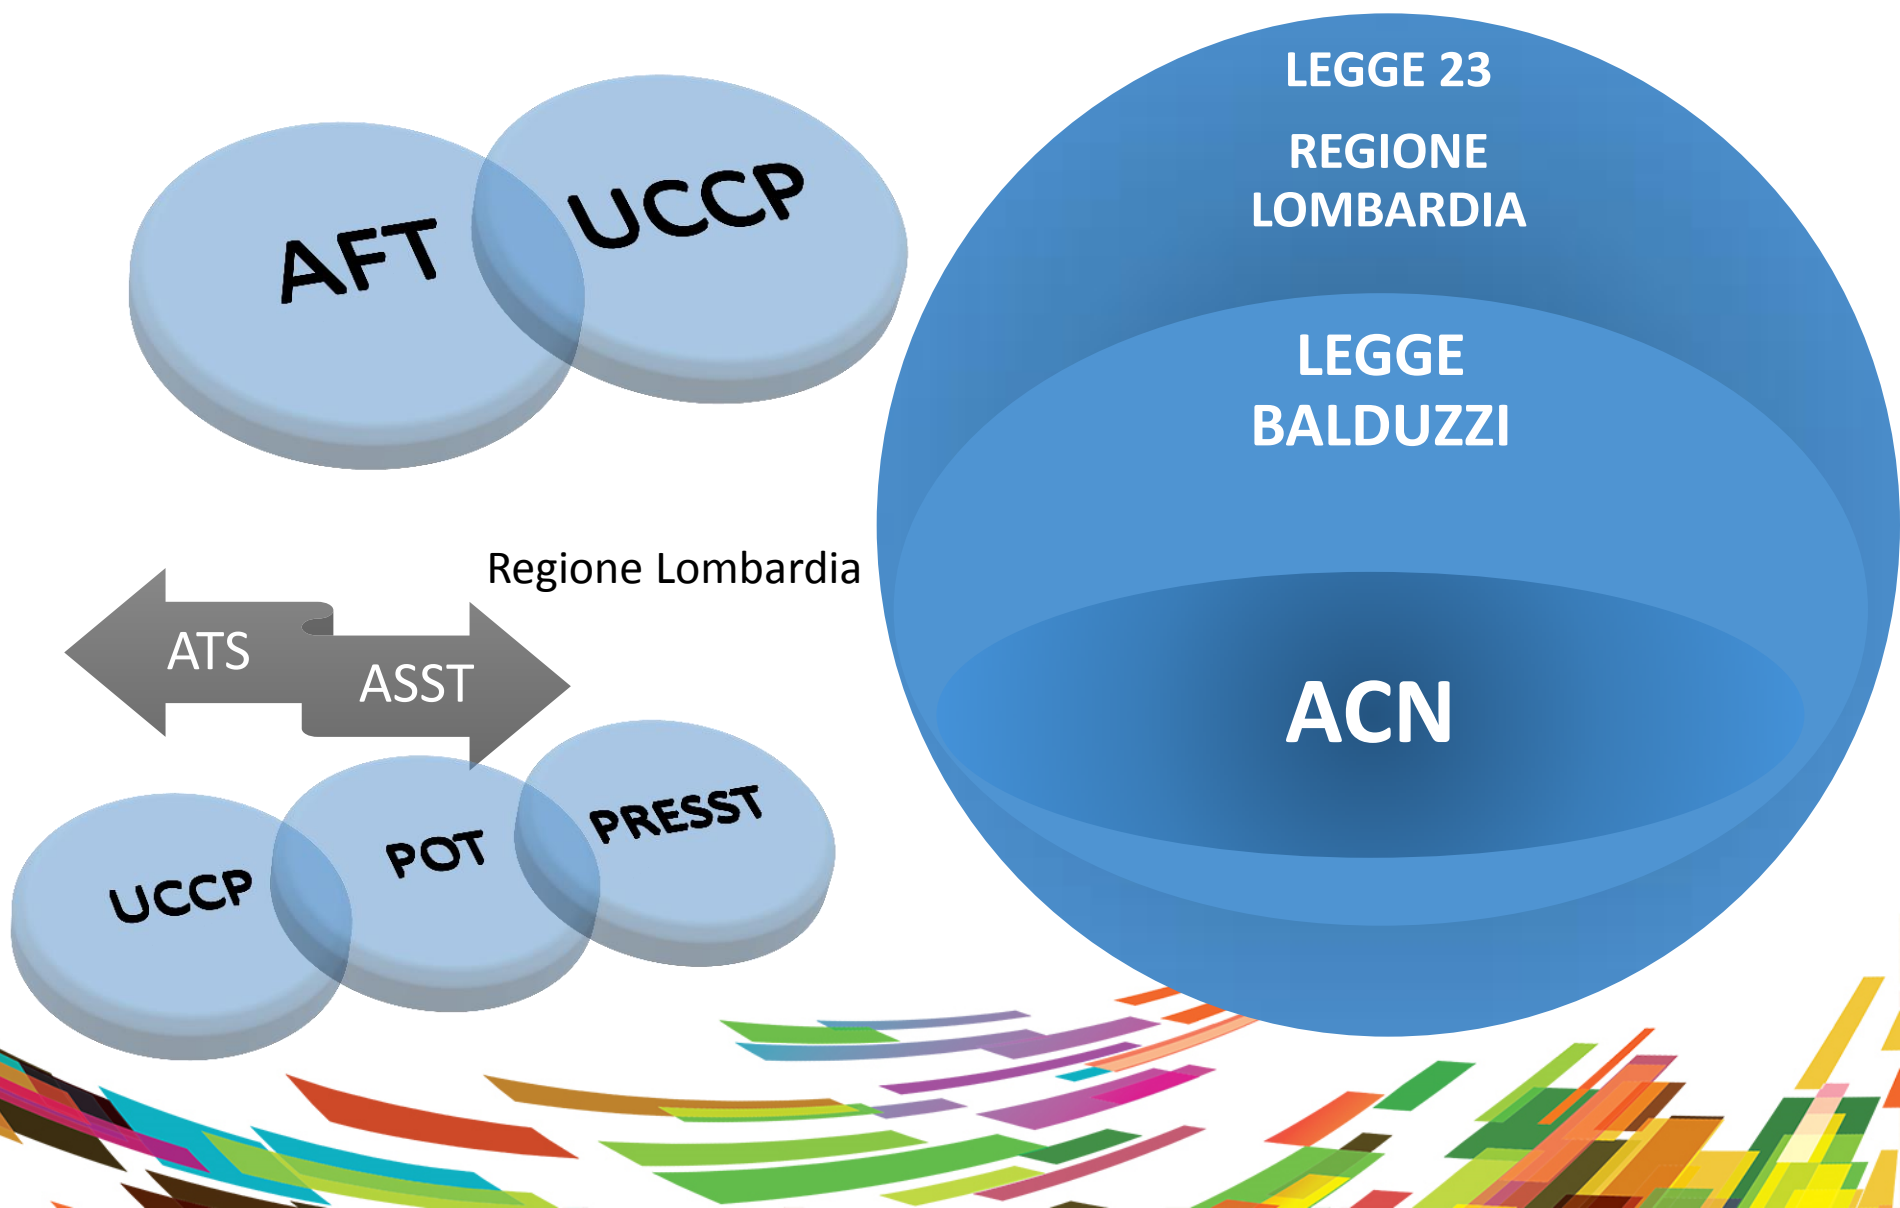 AFT
UCCP
Regione Lombardia
ATS
ASST
UCCP
POT
PRESST
LEGGE 23
REGIONE
LOMBARDIA
LEGGE
BALDUZZI
ACN